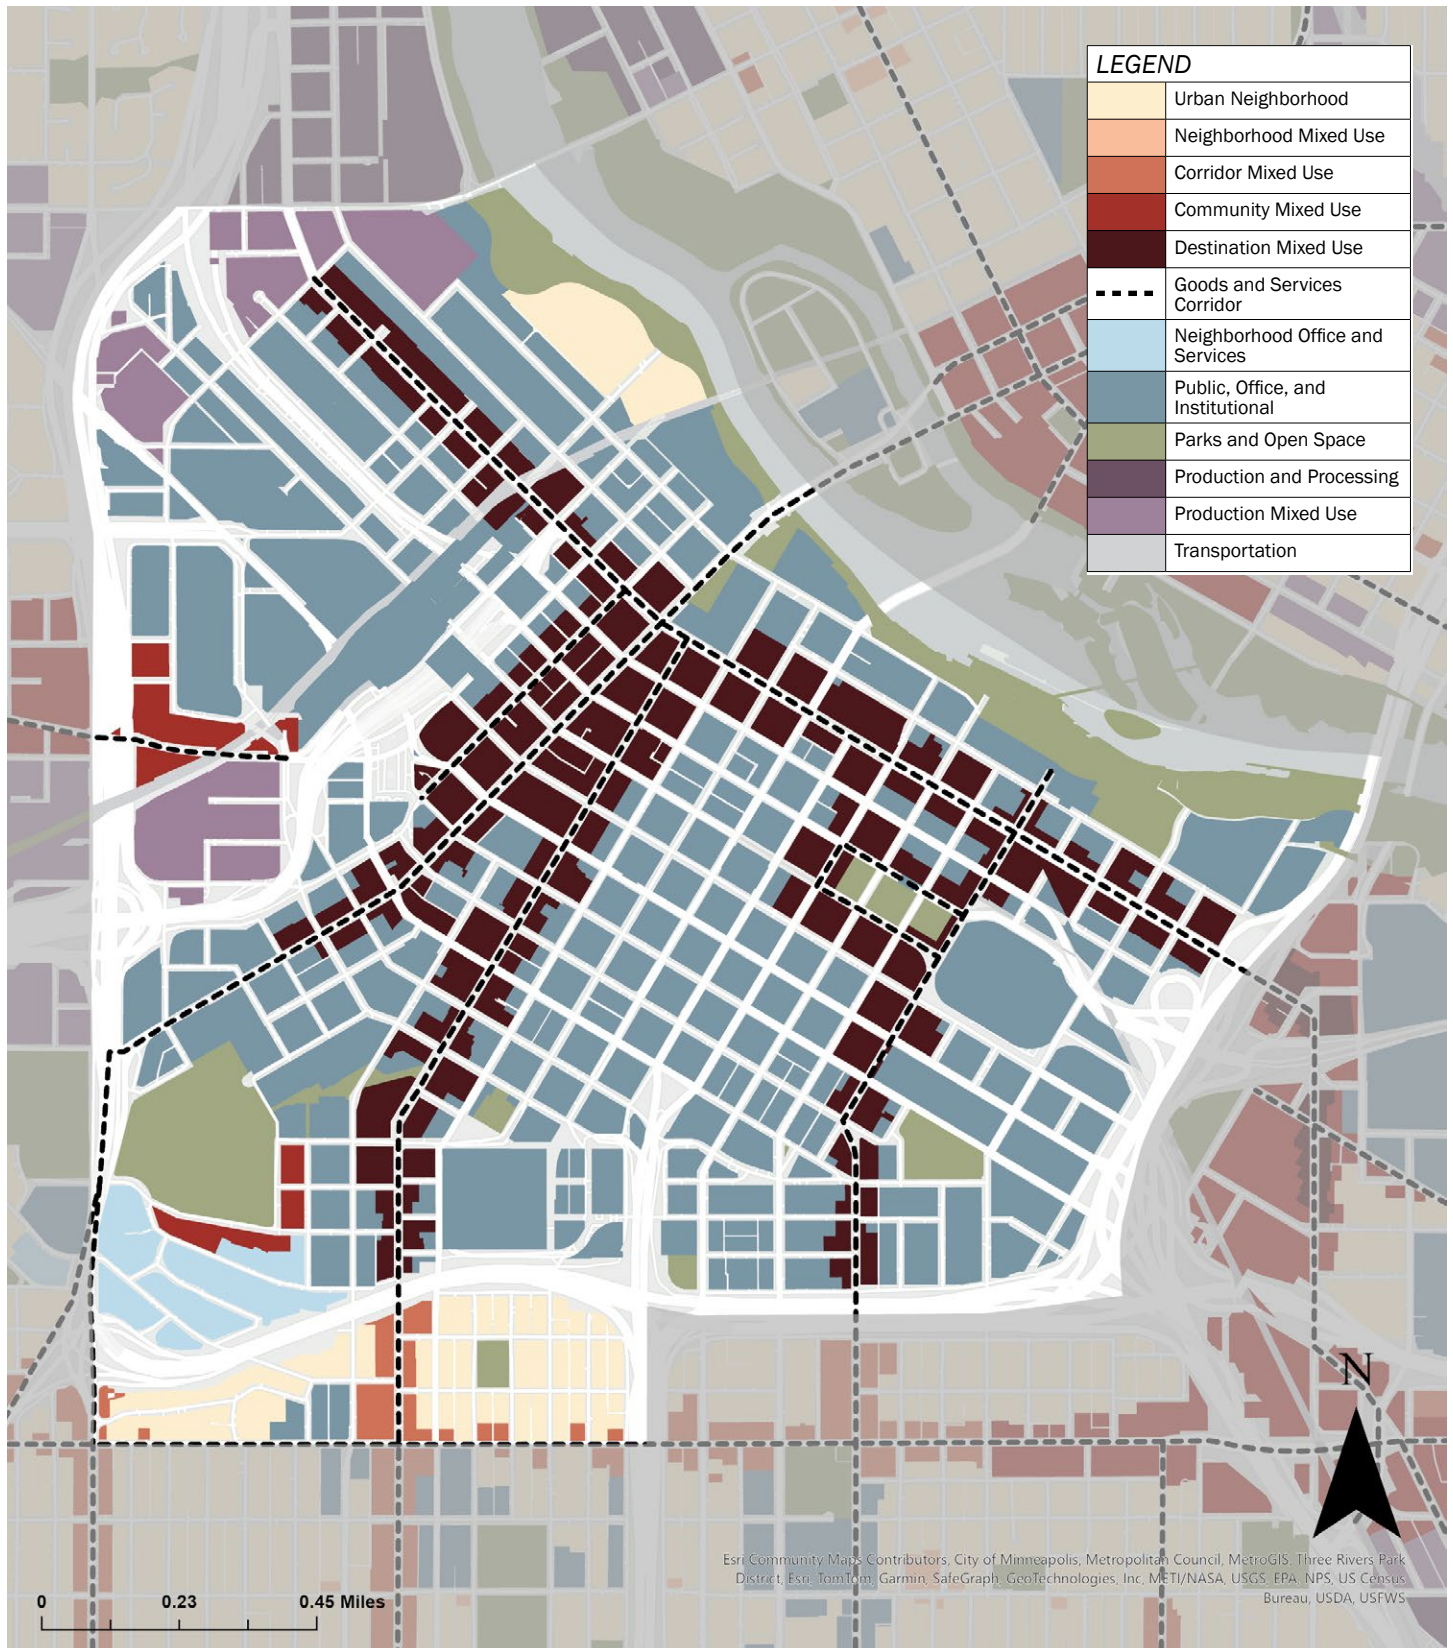 LEGEND
Urban Neighborhood
Neighborhood Mixed Use
Corridor Mixed Use
Community Mixed Use
Destination Mixed Use
Goods and Services
Corridor
Neighborhood Office and
Services
Public, Office, and
Institutional
Parks and Open Space
Production and Processing
Production Mixed Use
Transportation
N
Esri Community Maps Contributors, City of Minneapolis, Metropolitan Council, MetroGIS, Three Rivers Park
District, Esri, TomTom, Garmin, SafeGraph, GeoTechnologies, Inc, METI/NASA, USGS, EPA, NPS, US Census
Bureau, USDA, USFWS
0 0.23 0.45 Miles